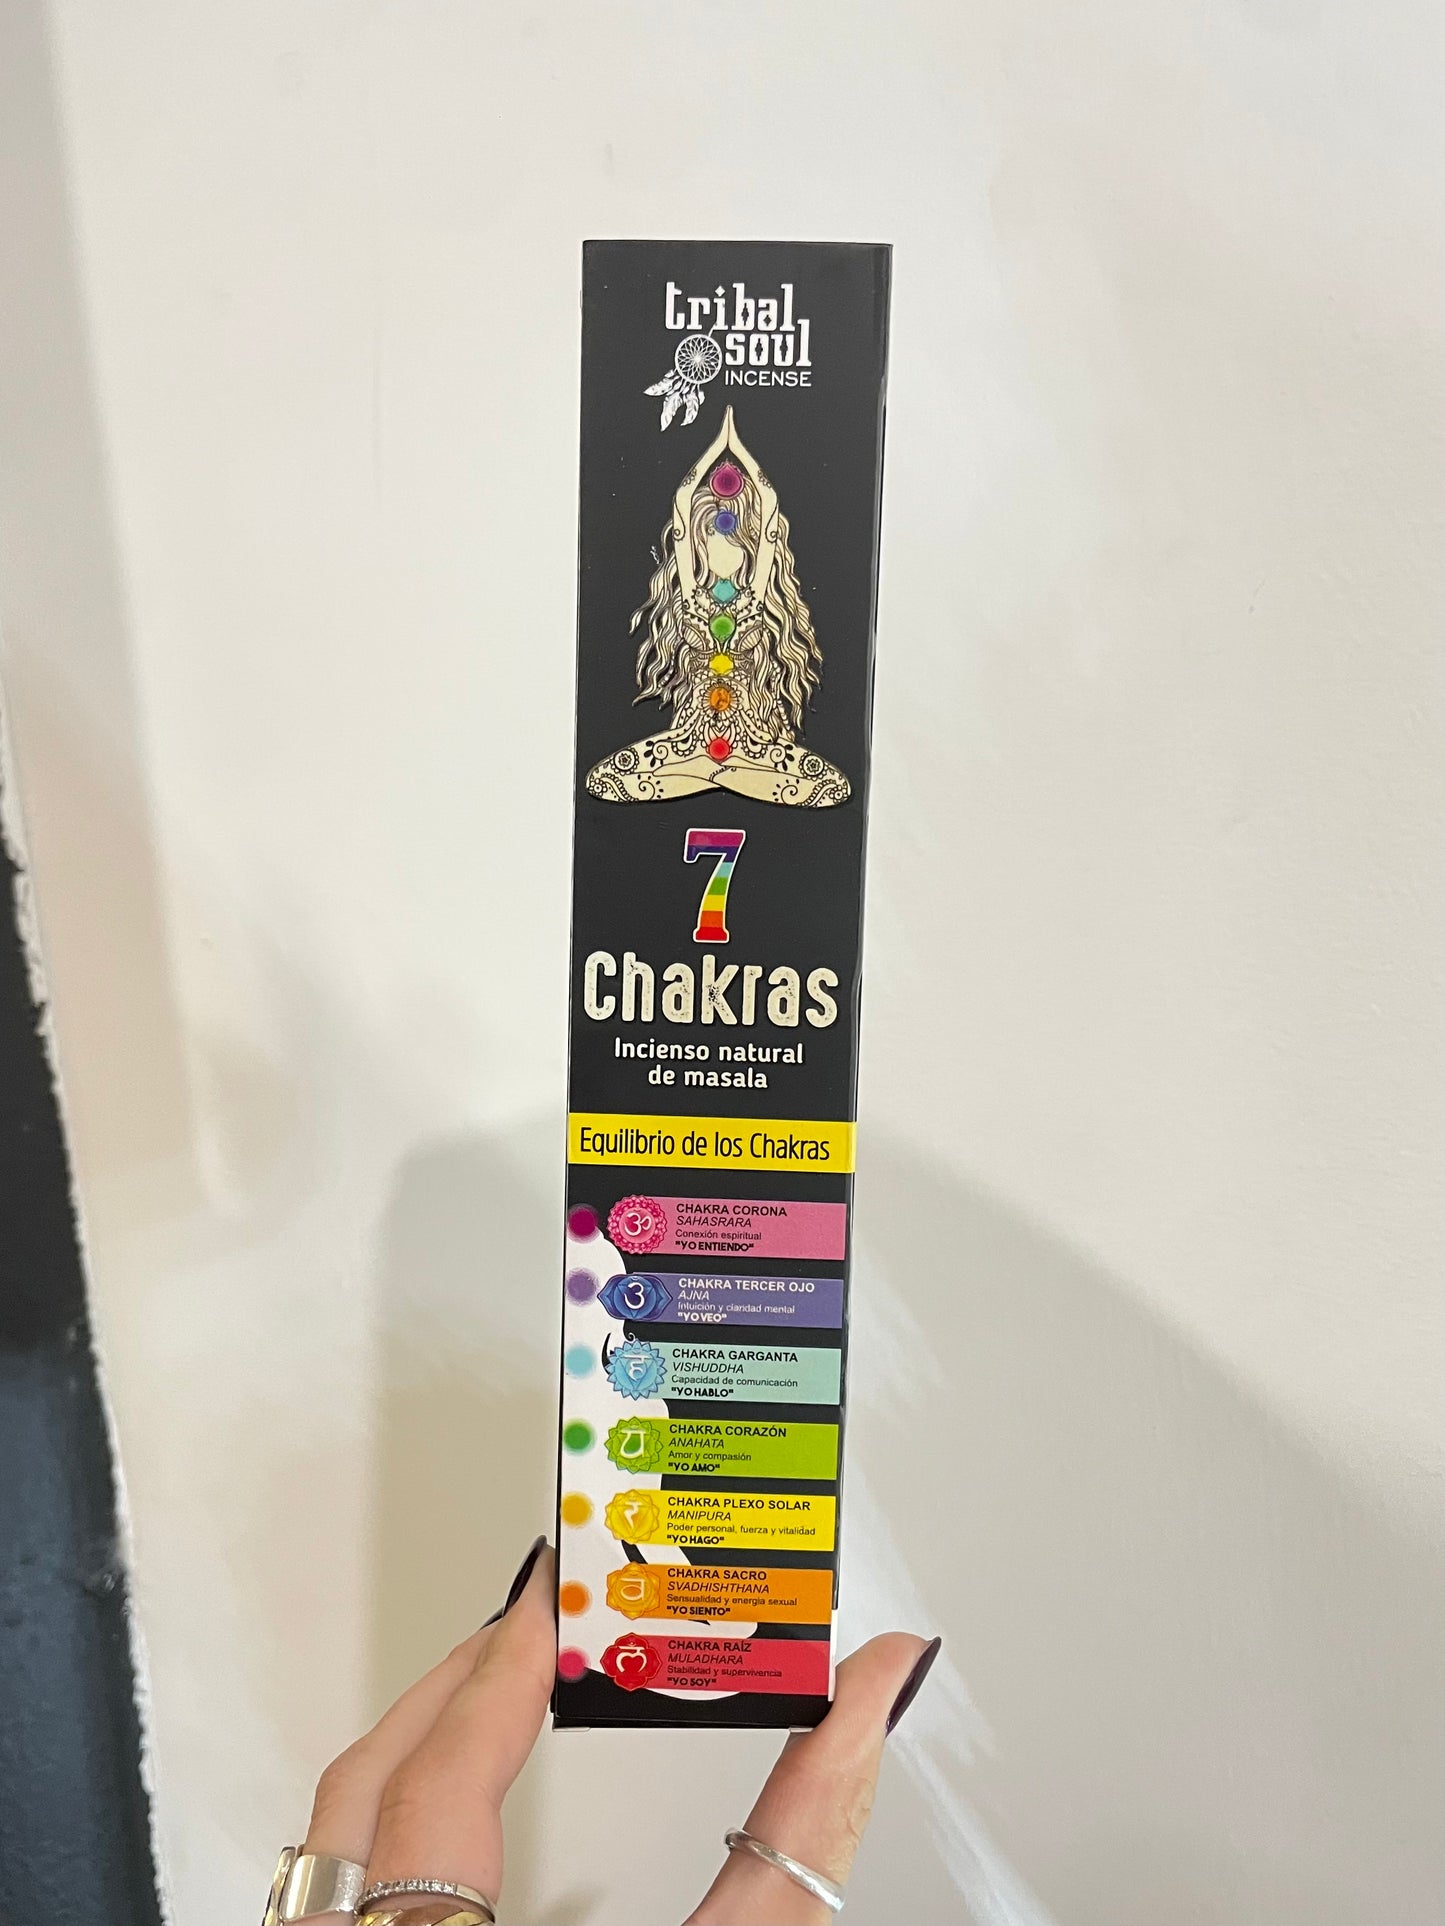 tribal
soul
INCENSE
7
Chakras
Incienso natural
de masala
Equilibrio de los Chakras
ॐ
CHAKRA CORONA
SAHASRARA
Conexión espiritual
"YO ENTIENDO"
CHAKRA TERCER OJO
AJNA
Intuición y claridad mental
"YO VEO"
CHAKRA GARGANTA
VISHUDDHA
Capacidad de comunicación
"YO HABLO"
CHAKRA CORAZÓN
ANAHATA
Amor y compasión
"YO AMO"
CHAKRA PLEXO SOLAR
MANIPURA
Poder personal, fuerza y vitalidad
"YO HAGO"
CHAKRA SACRO
SVADHISHTHANA
Sensualidad y energía sexual
"YO SIENTO"
CHAKRA RAÍZ
MULADHARA
Stabilidad y supervivencia
"YO SOY"